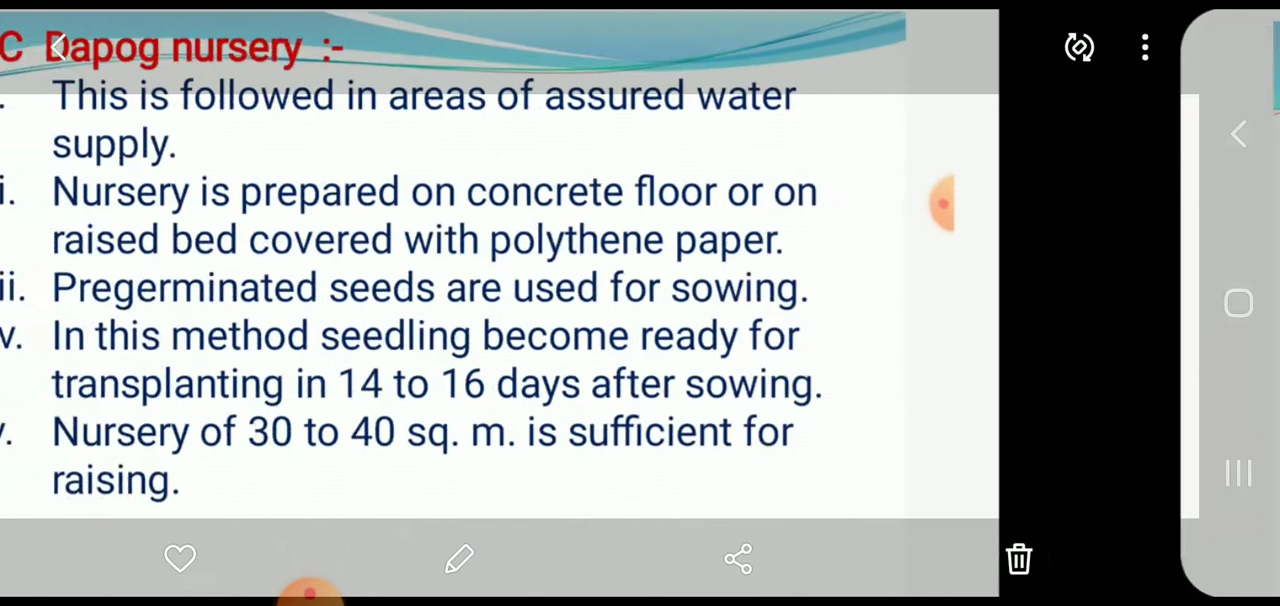 C Dapog nursery :-
. This is followed in areas of assured water
supply.
i. Nursery is prepared on concrete floor or on
raised bed covered with polythene paper.
ii. Pregerminated seeds are used for sowing.
v. In this method seedling become ready for
transplanting in 14 to 16 days after sowing.
v. Nursery of 30 to 40 sq. m. is sufficient for
raising.